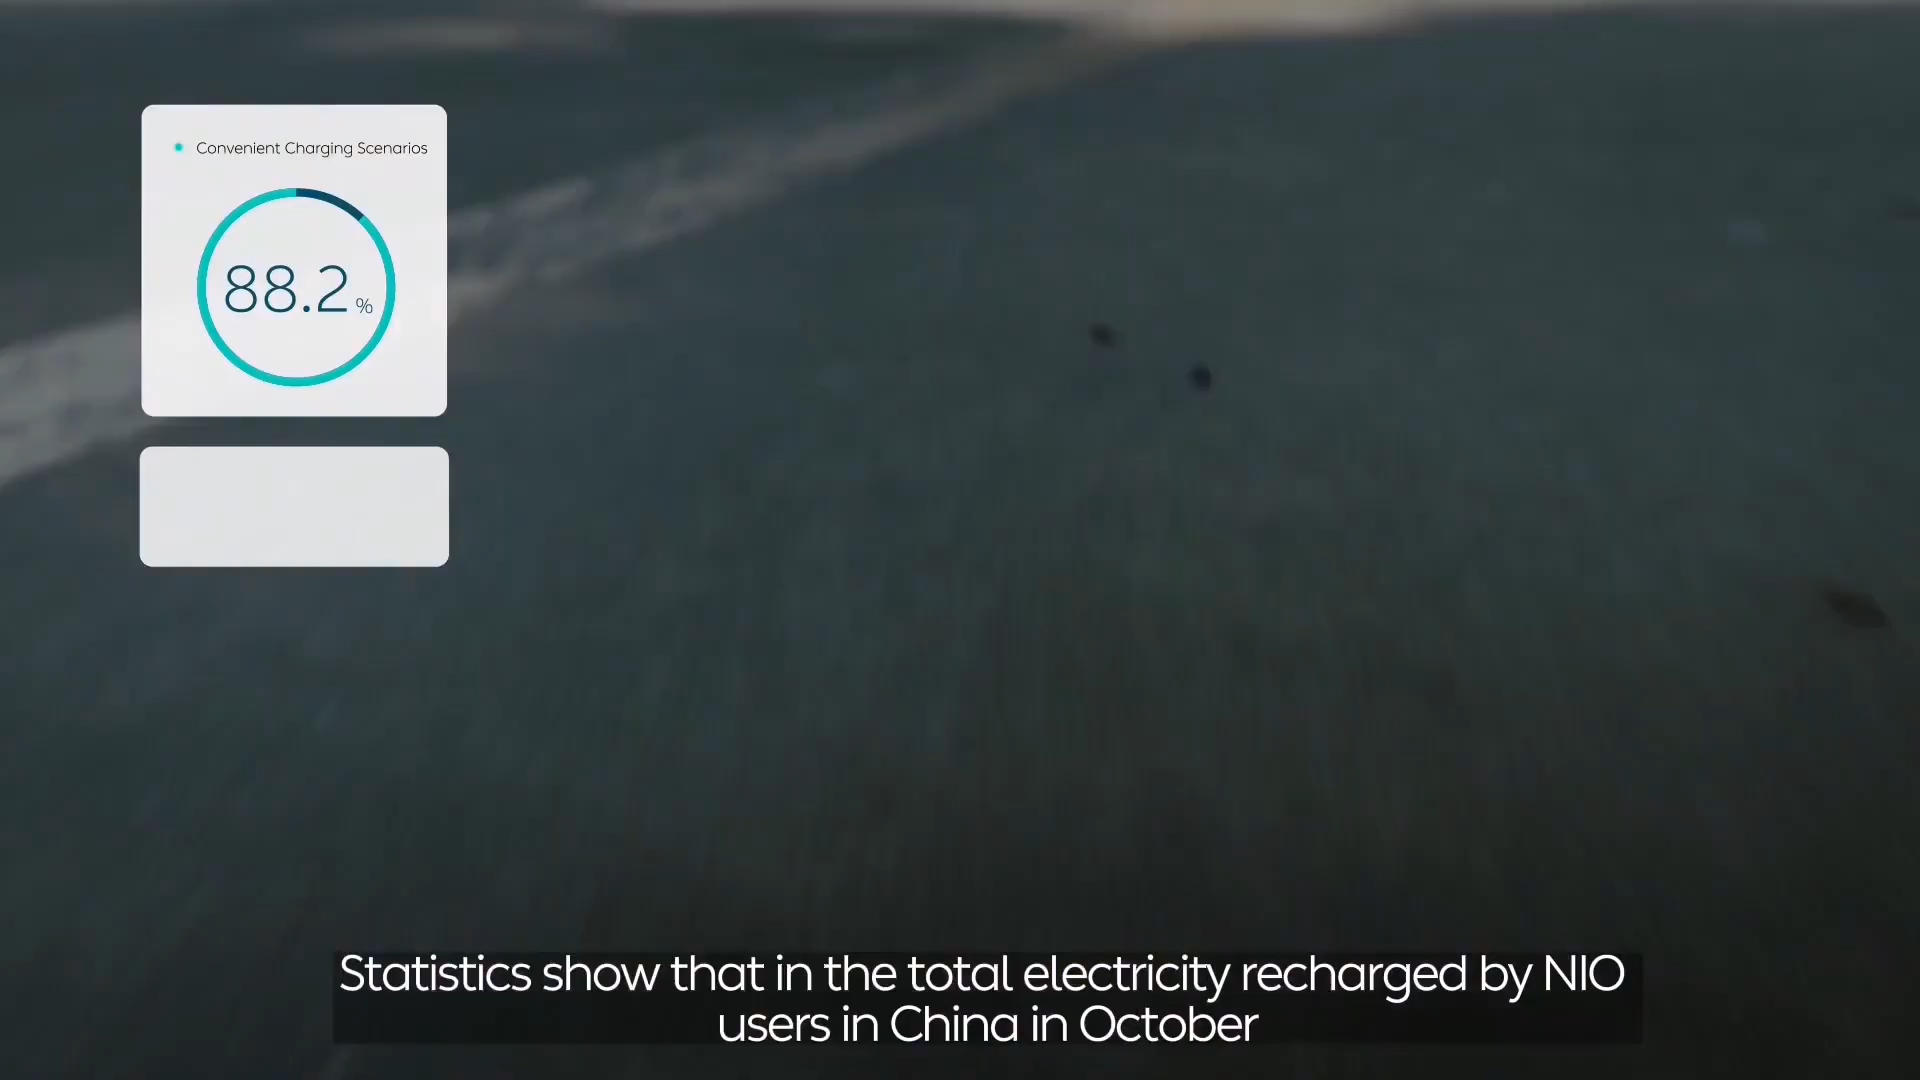 Convenient Charging Scenarios
88.2%
Statistics show that in the total electricity recharged by NIO
users in China in October